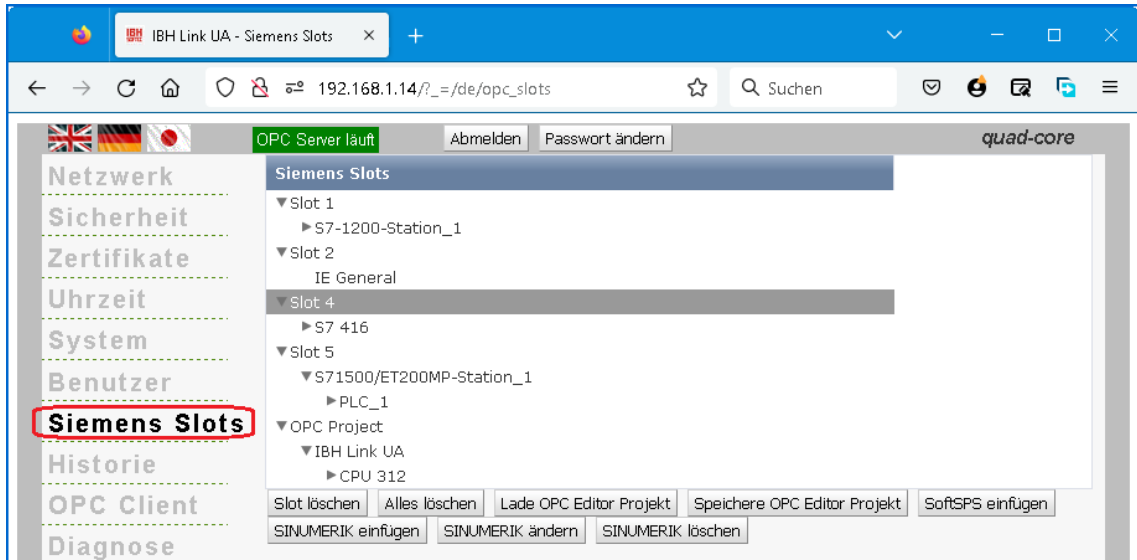 IBH IBH Link UA - Siemens Slots
192.168.1.14/?_=/de/opc_slots Suchen
OPC Server läuft Abmelden Passwort ändern quad-core
Netzwerk
Sicherheit
Zertifikate
Uhrzeit
System
Benutzer
Siemens Slots
Historie
OPC Client
Diagnose
Siemens Slots
Slot 1
S7-1200-Station_1
Slot 2
IE General
Slot 4
S7 416
Slot 5
S71500/ET200MP-Station_1
PLC_1
OPC Project
IBH Link UA
CPU 312
Slot löschen Alles löschen Lade OPC Editor Projekt Speichere OPC Editor Projekt SoftSPS einfügen
SINUMERIK einfügen SINUMERIK ändern SINUMERIK löschen